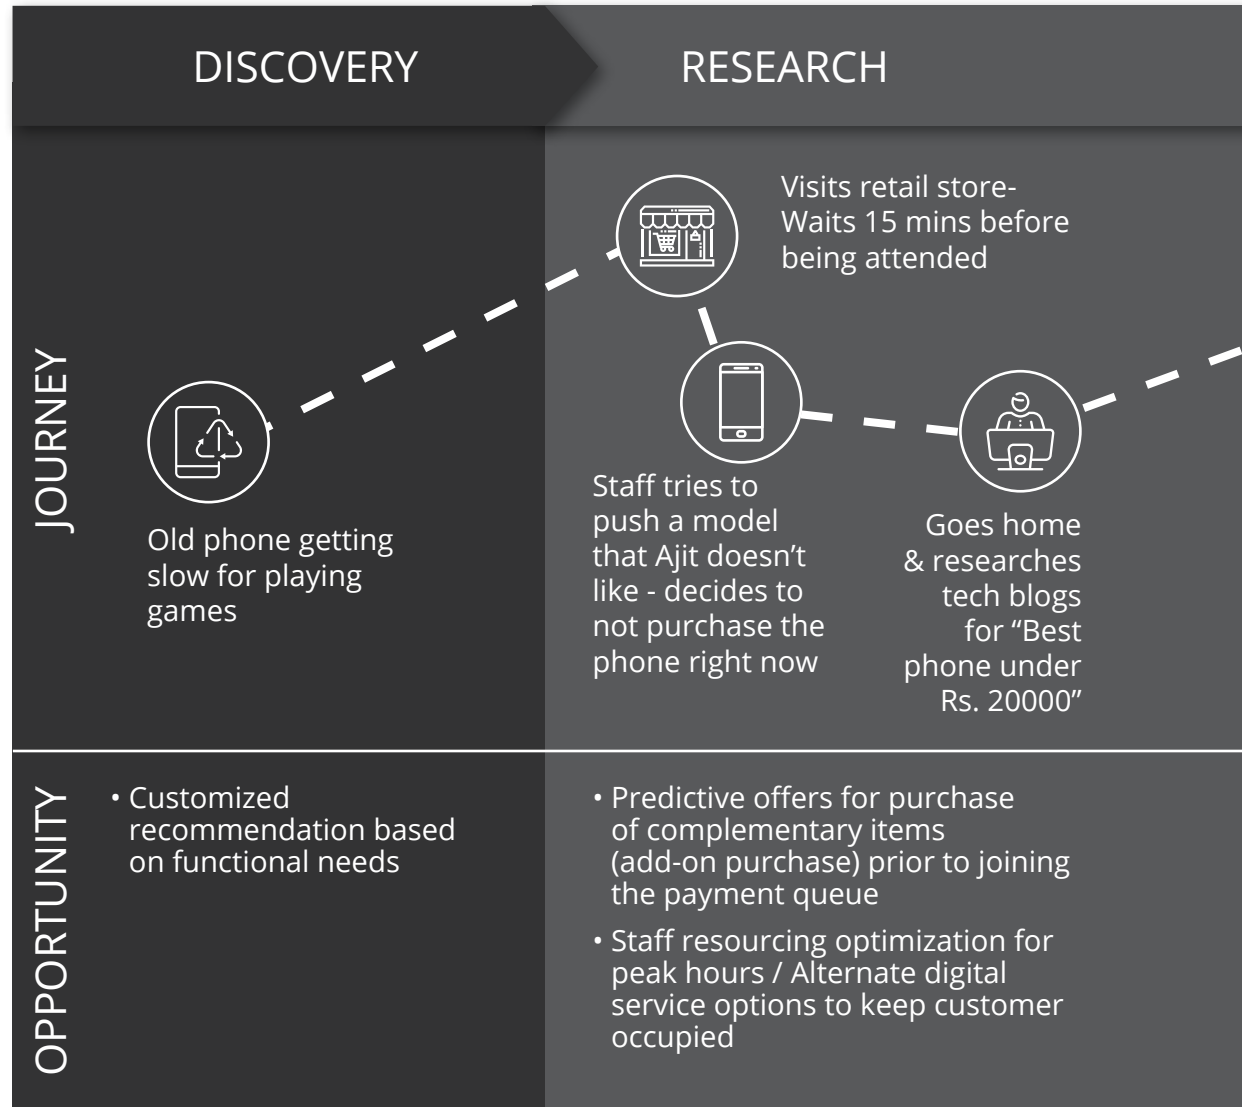 DISCOVERY
RESEARCH
JOURNEY
Old phone getting
slow for playing
games
Visits retail store-
Waits 15 mins before
being attended
Staff tries to
push a model
that Ajit doesn’t
like - decides to
not purchase the
phone right now
Goes home
& researches
tech blogs
for “Best
phone under
Rs. 20000”
OPPORTUNITY
• Customized
recommendation based
on functional needs
• Predictive offers for purchase
of complementary items
(add-on purchase) prior to joining
the payment queue
• Staff resourcing optimization for
peak hours / Alternate digital
service options to keep customer
occupied